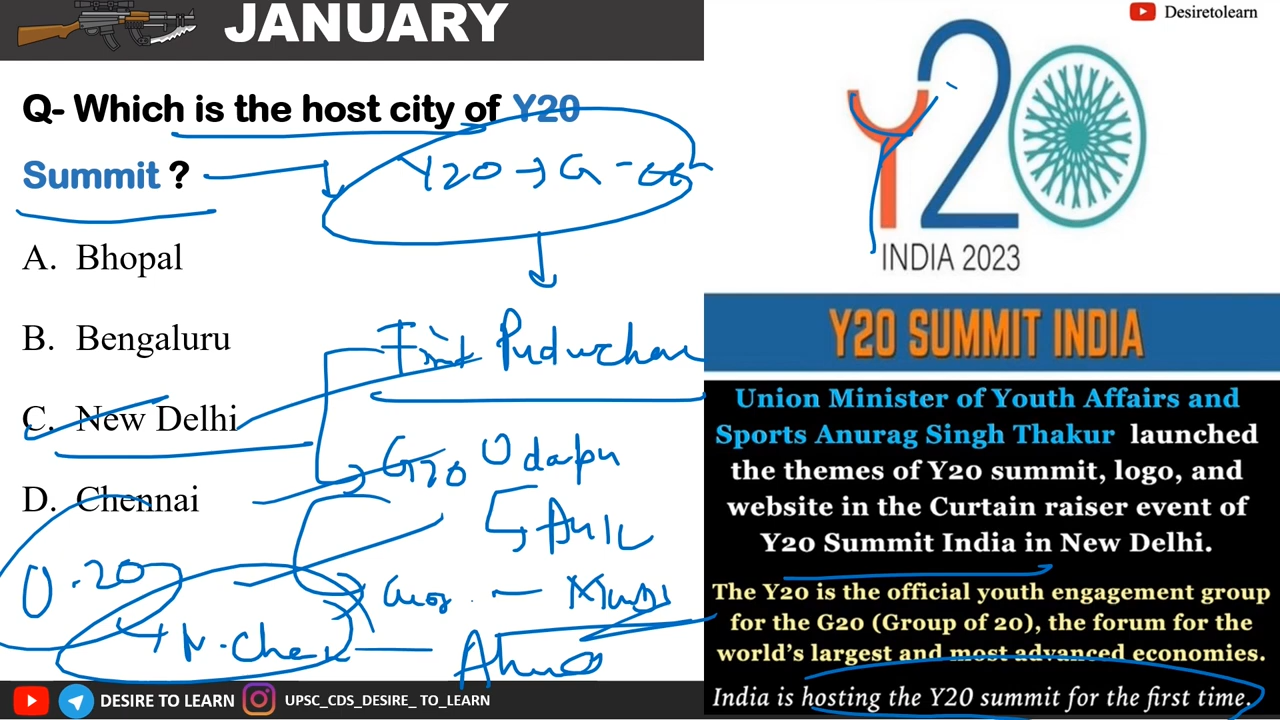 JANUARY
Q- Which is the host city of Y20
Summit ?
Y20 → G -
A. Bhopal
B. Bengaluru
First
C. New Delhi
G20 Udapu
D. Chennai
U.20
DESIRE TO LEARN
UPSC_CDS_DESIRE_ TO_LEARN
Desiretolearn
Y20
INDIA 2023
Y20 SUMMIT INDIA
Union Minister of Youth Affairs and
Sports Anurag Singh Thakur launched
the themes of Y20 summit, logo, and
website in the Curtain raiser event of
Y20 Summit India in New Delhi.
The Y20 is the official youth engagement group
for the G20 (Group of 20), the forum for the
world's largest and most advanced economies.
India is hosting the Y20 summit for the first time.